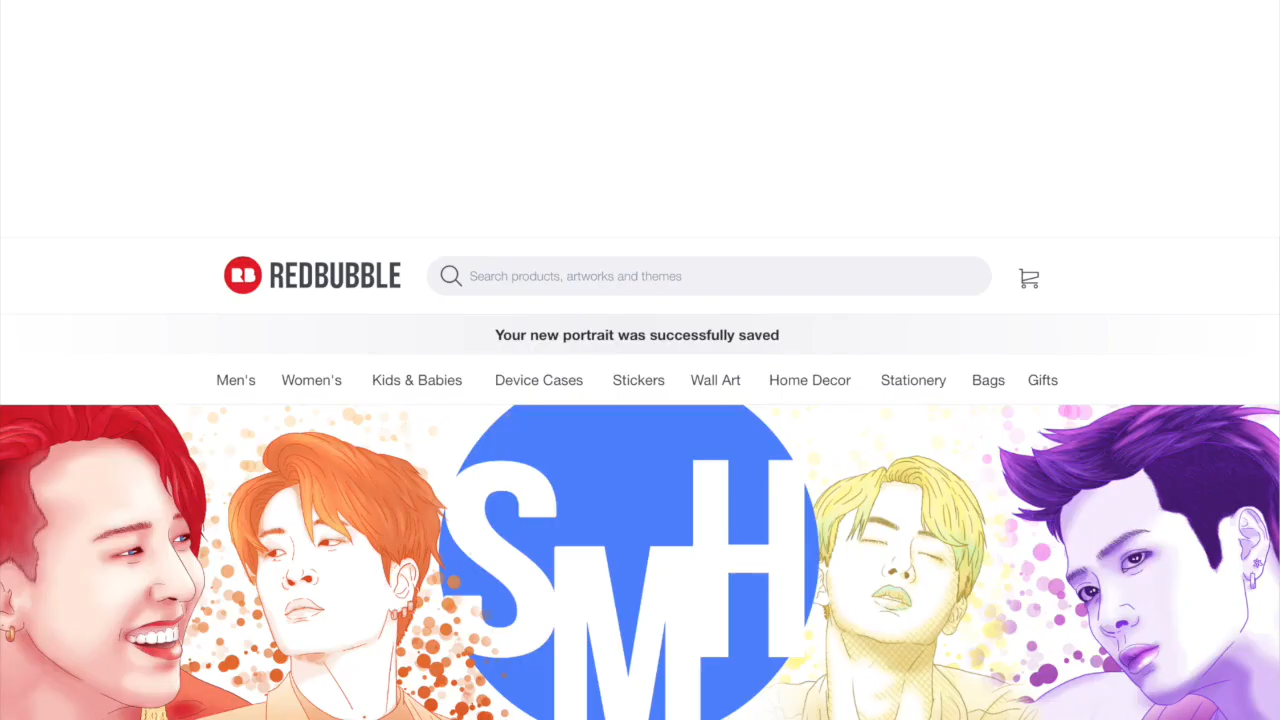 RB REDBUBBLE
Search products, artworks and themes
Your new portrait was successfully saved
Men's Women's Kids & Babies Device Cases Stickers Wall Art Home Decor Stationery Bags Gifts
SMH